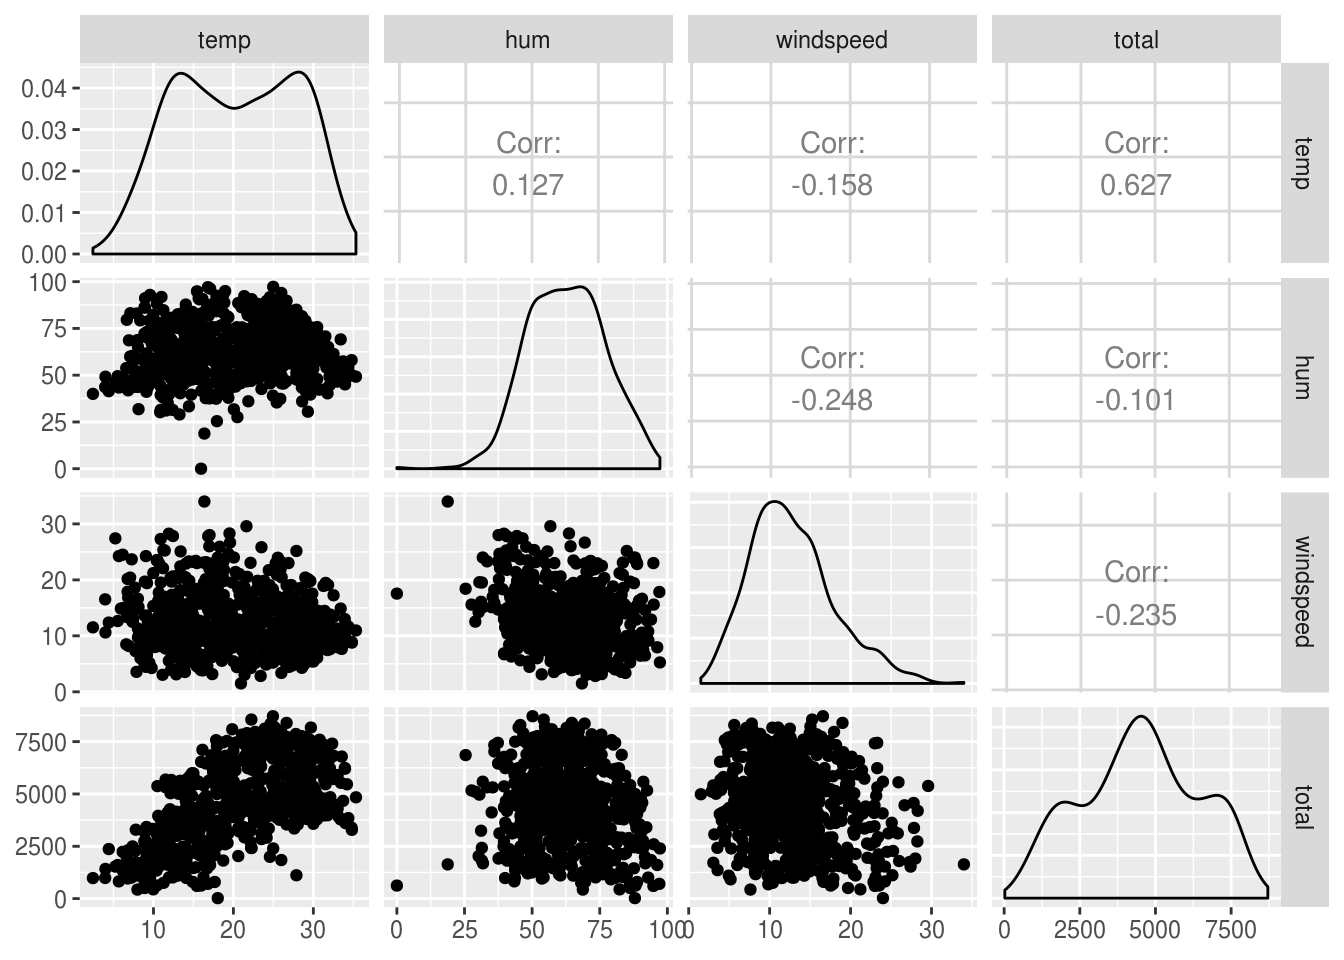 temp hum windspeed total
0.04
0.03
0.02
0.01
0.00
Corr:
0.127
Corr:
-0.158
Corr:
0.627
temp
100
75
50
25
0
Corr:
-0.248
Corr:
-0.101
hum
30
20
10
0
Corr:
-0.235
windspeed
7500
5000
2500
0
total
10 20 30 0 25 50 75 100 0 10 20 30 0 2500 5000 7500